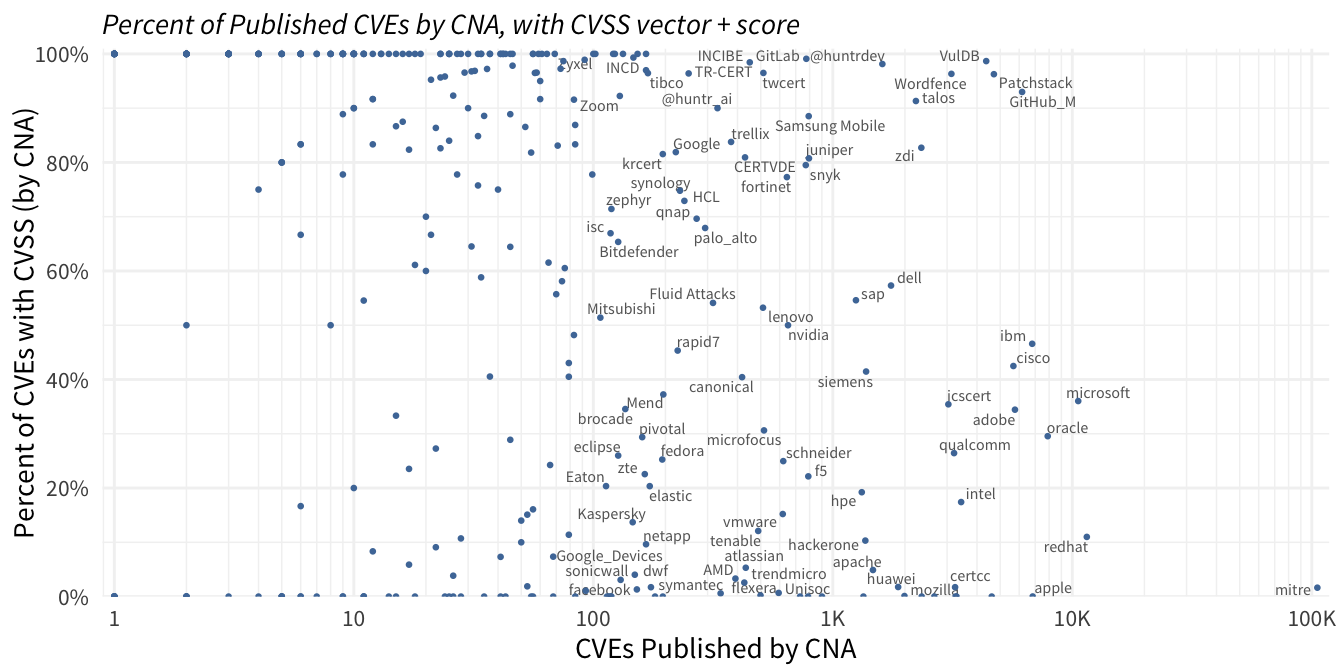 Percent of Published CVEs by CNA, with CVSS vector + score
Percent of CVEs with CVSS (by CNA)
100%
80%
60%
40%
20%
0%
INCIBE
GitLab
@huntrdev
VulDB
Zyxel
INCD
TR-CERT
tibco
twcert
Wordfence
Patchstack
@huntr_ai
talos
GitHub_M
Zoom
Samsung Mobile
trellix
Google
juniper
zdi
krcert
CERTVDE
snyk
synology
fortinet
zephyr
HCL
qnap
isc
palo_alto
Bitdefender
dell
Fluid Attacks
sap
Mitsubishi
lenovo
nvidia
rapid7
ibm
cisco
canonical
siemens
Mend
jcscert
microsoft
brocade
adobe
pivotal
oracle
microfocus
eclipse
fedora
schneider
qualcomm
zte
f5
Eaton
elastic
hpe
intel
Kaspersky
vmware
netapp
tenable
hackerone
redhat
Google_Devices
atlassian
apache
sonicwall
dwf
AMD
trendmicro
huawei
certcc
facebook
symantec
flexera
Unisoc
mozilla
apple
mitre
1
10
100
1K
10K
100K
CVEs Published by CNA